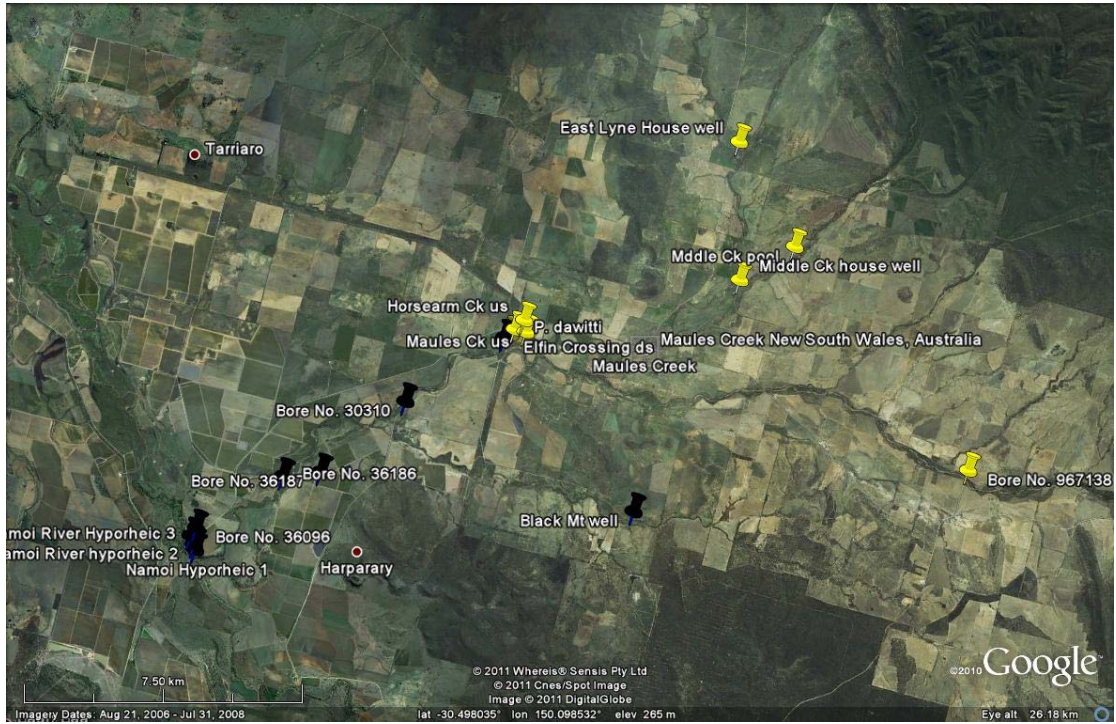 East Lyne House well
Tarriaro
Mddle Ck pool
Middle Ck house well
Horsearm Ck us
P. dawitti
Maules Ck us
Elfin Crossing ds
Maules Creek New South Wales, Australia
Maules Creek
Bore No. 30310
Bore No. 36187
Bore No. 36186
Bore No. 967138
Black Mt well
moi River Hyporheic 3
Bore No. 36096
amoi River hyporheic 2
Namoi Hyporheic 1
Harparary
© 2011 Whereis® Sensis Pty Ltd
© 2011 Cnes/Spot Image
Image © 2011 DigitalGlobe
©2010 Google
7.50 km
Imagery Dates: Aug 21, 2006 - Jul 31, 2008
lat -30.498035° lon 150.098532° elev 265 m
Eye alt 26.18 km